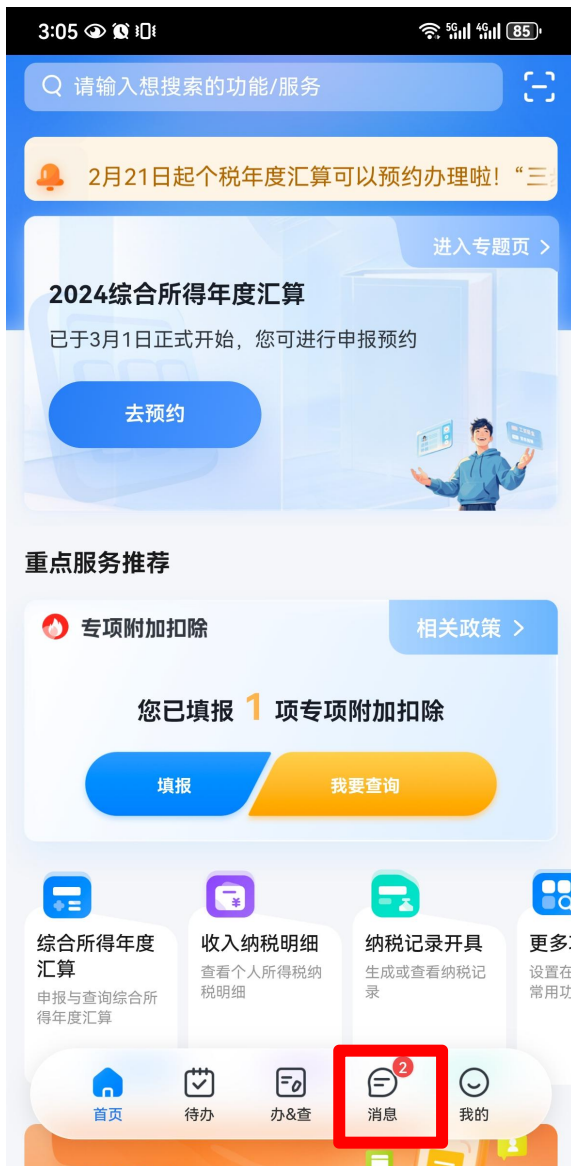 3:05
5G 4G 85
请输入想搜索的功能/服务
2月21日起个税年度汇算可以预约办理啦！“三
进入专题页
2024综合所得年度汇算
已于3月1日正式开始，您可进行申报预约
去预约
重点服务推荐
专项附加扣除
相关政策
您已填报 1 项专项附加扣除
填报
我要查询
综合所得年度
汇算
申报与查询综合所
得年度汇算
收入纳税明细
查看个人所得税纳
税明细
纳税记录开具
生成或查看纳税记
录
更多
设置在
常用功
2
首页
待办
办&查
消息
我的